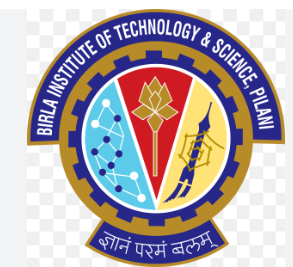 BIRLA INSTITUTE OF TECHNOLOGY & SCIENCE, PILANI
ज्ञानं परमं बलम्